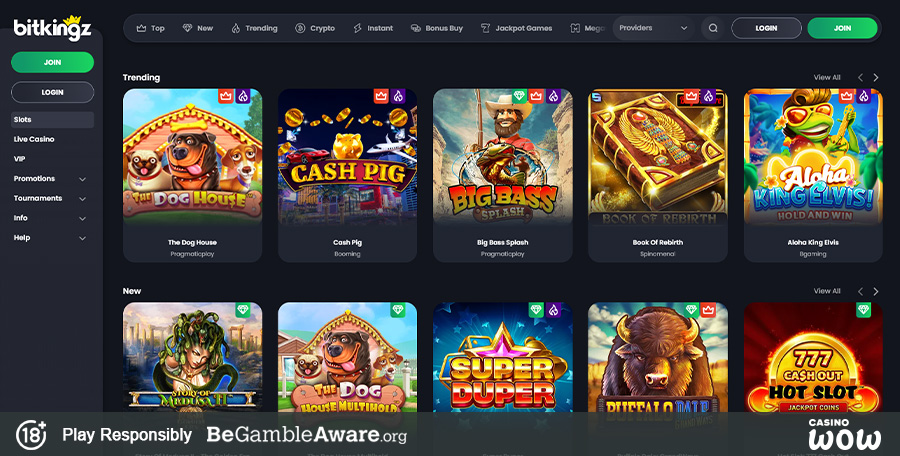 bitkingz
Top
New
Trending
Crypto
Instant
Bonus Buy
Jackpot Games
Mega
Providers
LOGIN
JOIN
JOIN
LOGIN
Slots
Live Casino
VIP
Promotions
Tournaments
Info
Help
Trending
View All
THE DOG HOUSE
CASH PIG
BIG BASS
SPLASH
BOOK OF REBIRTH
Aloha
KING ELVIS!
HOLD AND WIN
The Dog House
Pragmaticplay
Cash Pig
Booming
Big Bass Splash
Pragmaticplay
Book Of Rebirth
Spinomenal
Aloha King Elvis
Bgaming
New
View All
STORY OF
MEDUSA II
THE DOG
HOUSE MULTIHOLD
SUPER
DUPER
BUFFALO DALE
777
CASH OUT
HOT SLOT
JACKPOT COINS
18+
Play Responsibly
BeGambleAware.org
CASINO
WOW